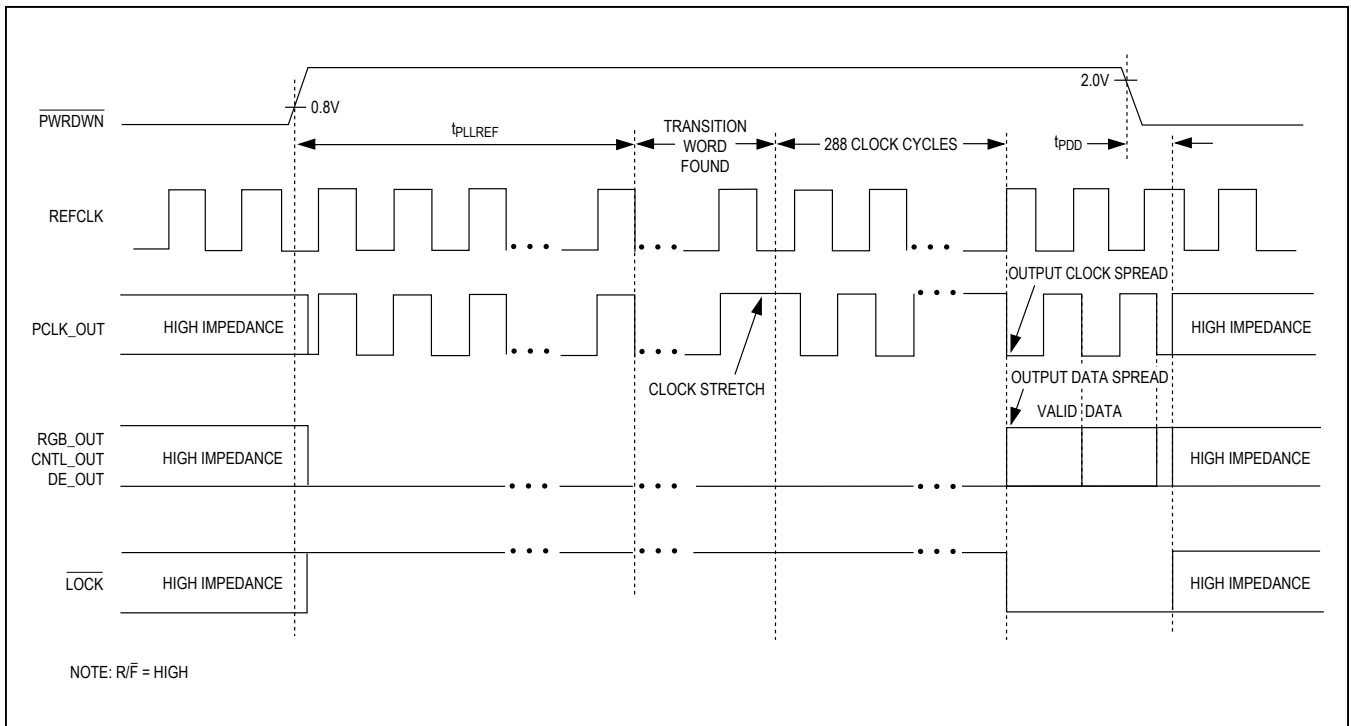 PWRDWN
0.8V
2.0V
tPLLREF
TRANSITION
WORD
FOUND
288 CLOCK CYCLES
tPDD
REFCLK
OUTPUT CLOCK SPREAD
PCLK_OUT
HIGH IMPEDANCE
HIGH IMPEDANCE
CLOCK STRETCH
OUTPUT DATA SPREAD
VALID DATA
RGB_OUT
CNTL_OUT
DE_OUT
HIGH IMPEDANCE
HIGH IMPEDANCE
LOCK
HIGH IMPEDANCE
HIGH IMPEDANCE
NOTE: R/F̅ = HIGH